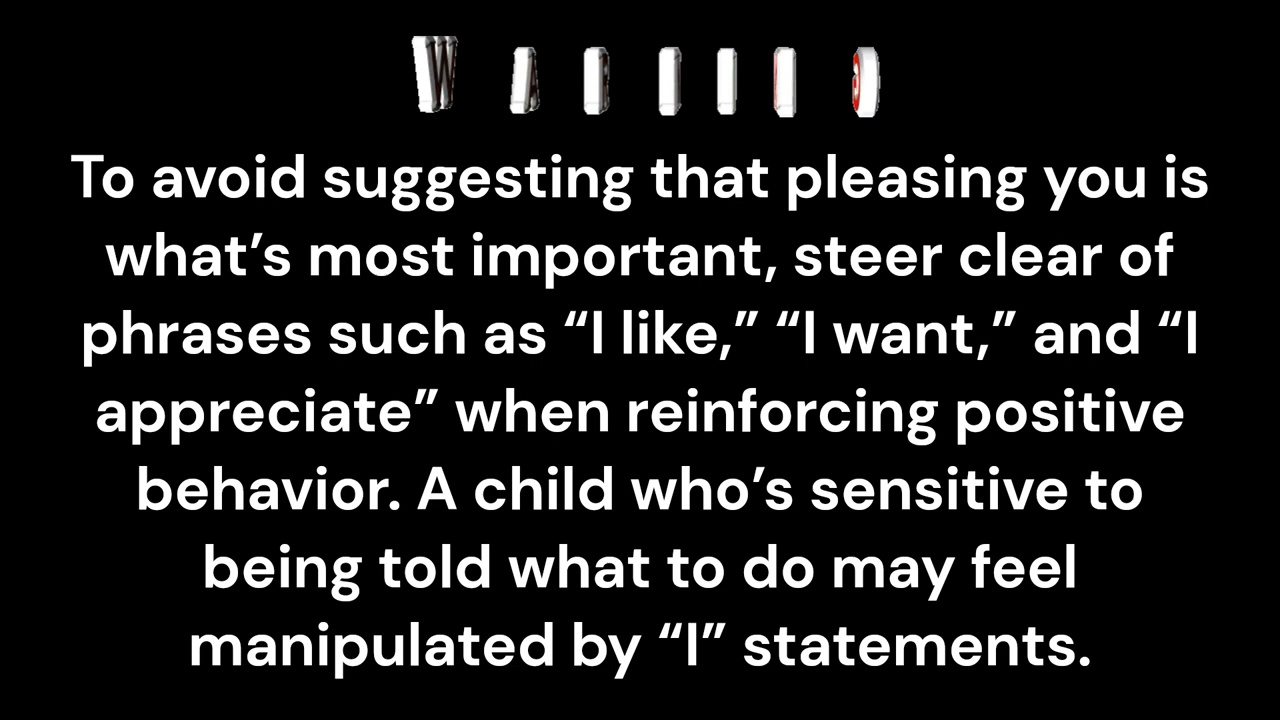 WARNING
To avoid suggesting that pleasing you is
what’s most important, steer clear of
phrases such as “I like,” “I want,” and “I
appreciate” when reinforcing positive
behavior. A child who’s sensitive to
being told what to do may feel
manipulated by “I” statements.